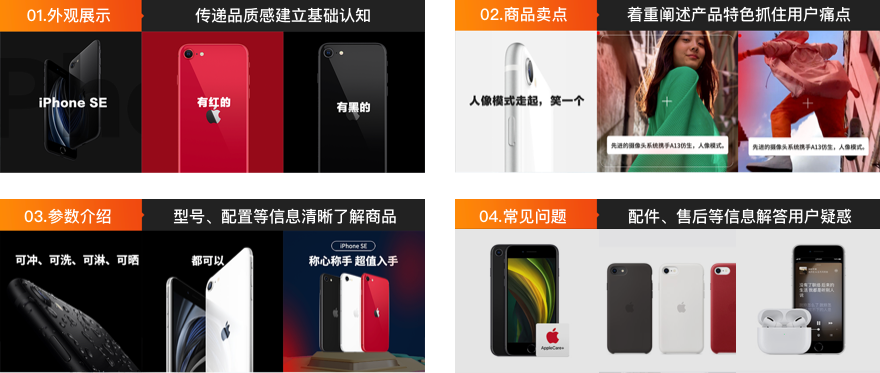 01.外观展示
传递品质感建立基础认知
iPhone SE
有红的
有黑的
02.商品卖点
着重阐述产品特色抓住用户痛点
人像模式走起，笑一个
先进的摄像头系统携手A13仿生，人像模式。
先进的摄像头系统携手A13仿生，人像模式。
03.参数介绍
型号、配置等信息清晰了解商品
可冲、可洗、可淋、可晒
都可以
iPhone SE
称心称手 超值入手
04.常见问题
配件、售后等信息解答用户疑惑
AppleCare+